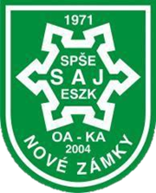 1971
SPŠE
SAJ
ESZK
OA - KA
2004
NOVÉ ZÁMKY